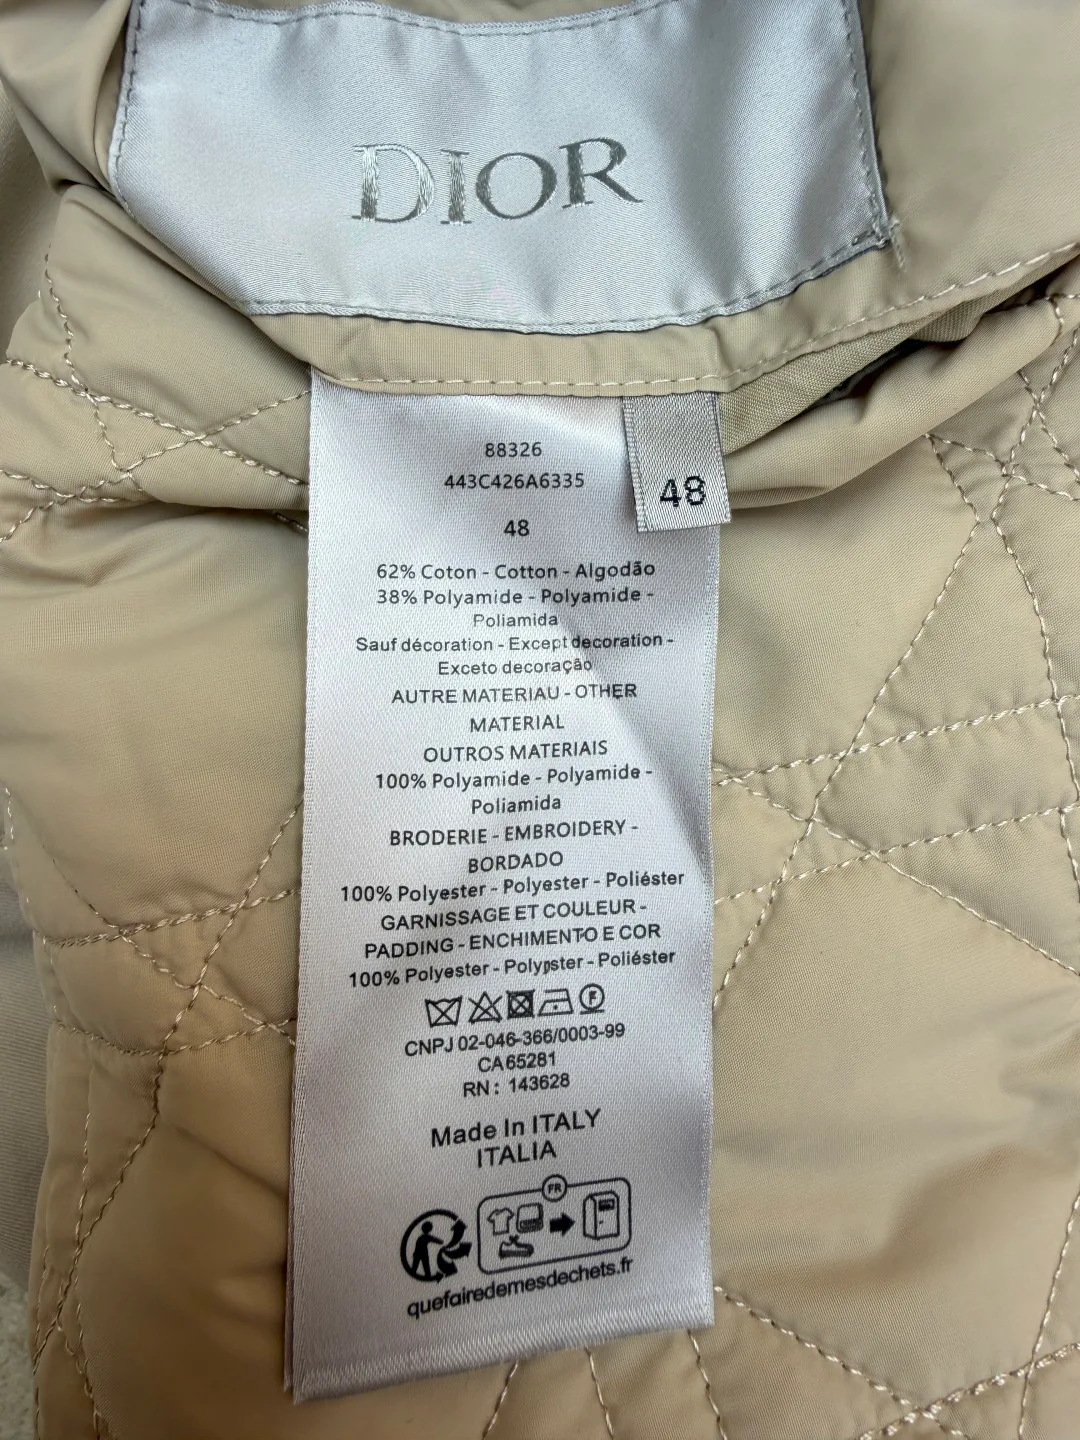 DIOR
88326
443C426A6335
48
48
62% Coton - Cotton - Algodão
38% Polyamide - Polyamide -
Poliamida
Sauf décoration - Except decoration -
Exceto decoração
AUTRE MATERIAU - OTHER
MATERIAL
OUTROS MATERIAIS
100% Polyamide - Polyamide -
Poliamida
BRODERIE - EMBROIDERY -
BORDADO
100% Polyester - Polyester - Poliéster
GARNISSAGE ET COULEUR -
PADDING - ENCHIMENTO E COR
100% Polyester - Polyester - Poliéster
F
CNPJ 02-046-366/0003-99
CA 65281
RN: 143628
Made In ITALY
ITALIA
FR
quefairedemesdechets.fr